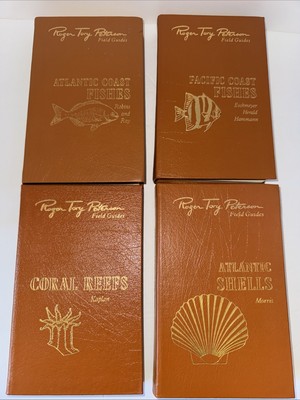 Roger Tory Peterson
Field Guides
ATLANTIC COAST
FISHES
Robins
and
Ray
Roger Tory Peterson
Field Guides
PACIFIC COAST
FISHES
Eschmeyer
Herald
Hammann
Roger Tory Peterson
Field Guides
CORAL REEFS
Kaplan
Roger Tory Peterson
Field Guides
ATLANTIC
SHELLS
Morris